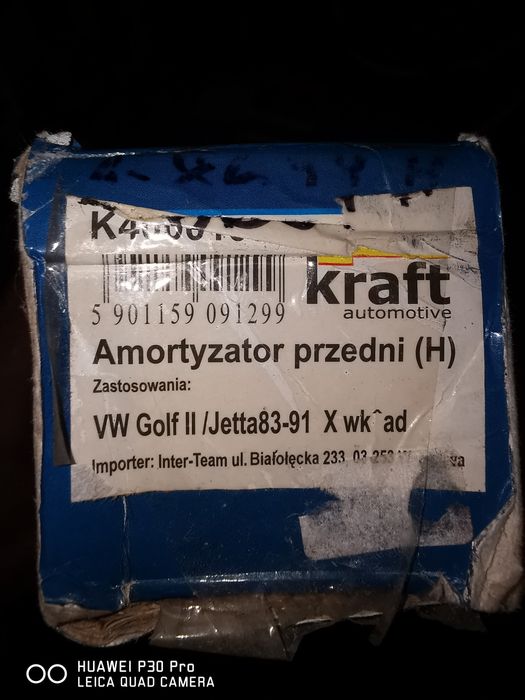 kraft
automotive
5 901159 091299
Amortyzator przedni (H)
Zastosowania:
VW Golf II /Jetta83-91 X wk^ad
Importer: Inter-Team ul. Białołęcka 233,
HUAWEI P30 Pro
LEICA QUAD CAMERA